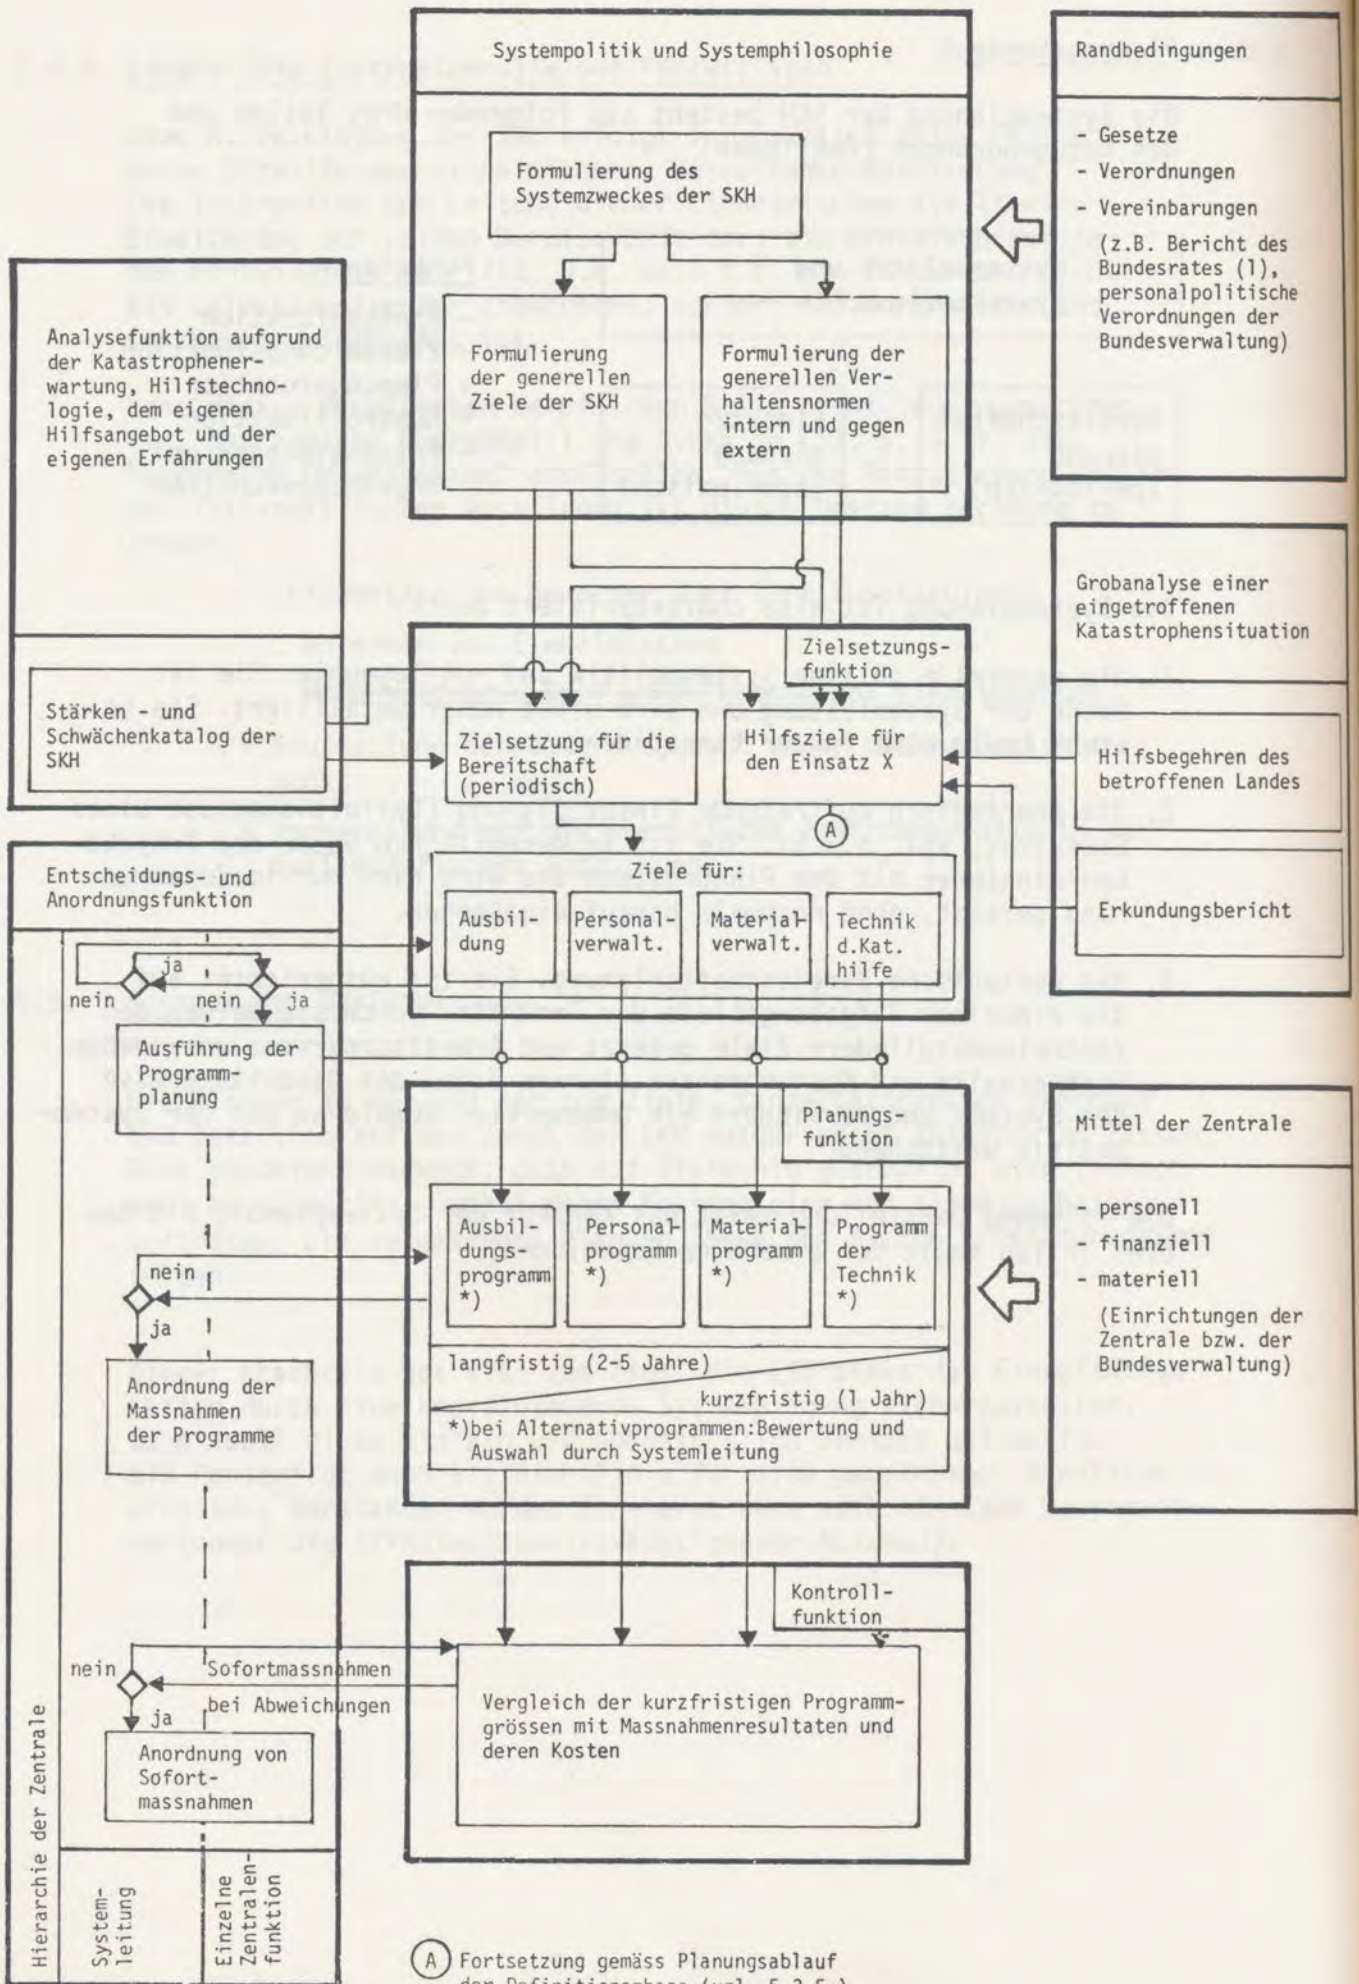 Systempolitik und Systemphilosophie
Formulierung des
Systemzweckes der SKH
Formulierung
der generellen
Ziele der SKH
Formulierung der
generellen Ver-
haltensnormen
intern und gegen
extern
Randbedingungen
- Gesetze
- Verordnungen
- Vereinbarungen
(z.B. Bericht des
Bundesrates (1),
personalpolitische
Verordnungen der
Bundesverwaltung)
Analysefunktion aufgrund
der Katastrophener-
wartung, Hilfstechno-
logie, dem eigenen
Hilfsangebot und der
eigenen Erfahrungen
Stärken - und
Schwächenkatalog der
SKH
Zielsetzungs-
funktion
Zielsetzung für die
Bereitschaft
(periodisch)
Hilfsziele für
den Einsatz X
A
Grobanalyse einer
eingetroffenen
Katastrophensituation
Hilfsbegehren des
betroffenen Landes
Erkundungsbericht
Ziele für:
Ausbil-
dung
Personal-
verwalt.
Material-
verwalt.
Technik
d.Kat.
hilfe
Entscheidungs- und
Anordnungsfunktion
ja
nein
nein
ja
Ausführung der
Programm-
planung
Planungs-
funktion
Ausbil-
dungs-
programm
*)
Personal-
programm
*)
Material-
programm
*)
Programm
der
Technik
*)
langfristig (2-5 Jahre)
kurzfristig (1 Jahr)
*)bei Alternativprogrammen:Bewertung und
Auswahl durch Systemleitung
Mittel der Zentrale
- personell
- finanziell
- materiell
(Einrichtungen der
Zentrale bzw. der
Bundesverwaltung)
nein
ja
Anordnung der
Massnahmen
der Programme
Kontroll-
funktion
Vergleich der kurzfristigen Programm-
grössen mit Massnahmenresultaten und
deren Kosten
nein
Sofortmassnahmen
bei Abweichungen
ja
Anordnung von
Sofort-
massnahmen
Hierarchie der Zentrale
System-
leitung
Einzelne
Zentralen-
funktion
A Fortsetzung gemäss Planungsablauf